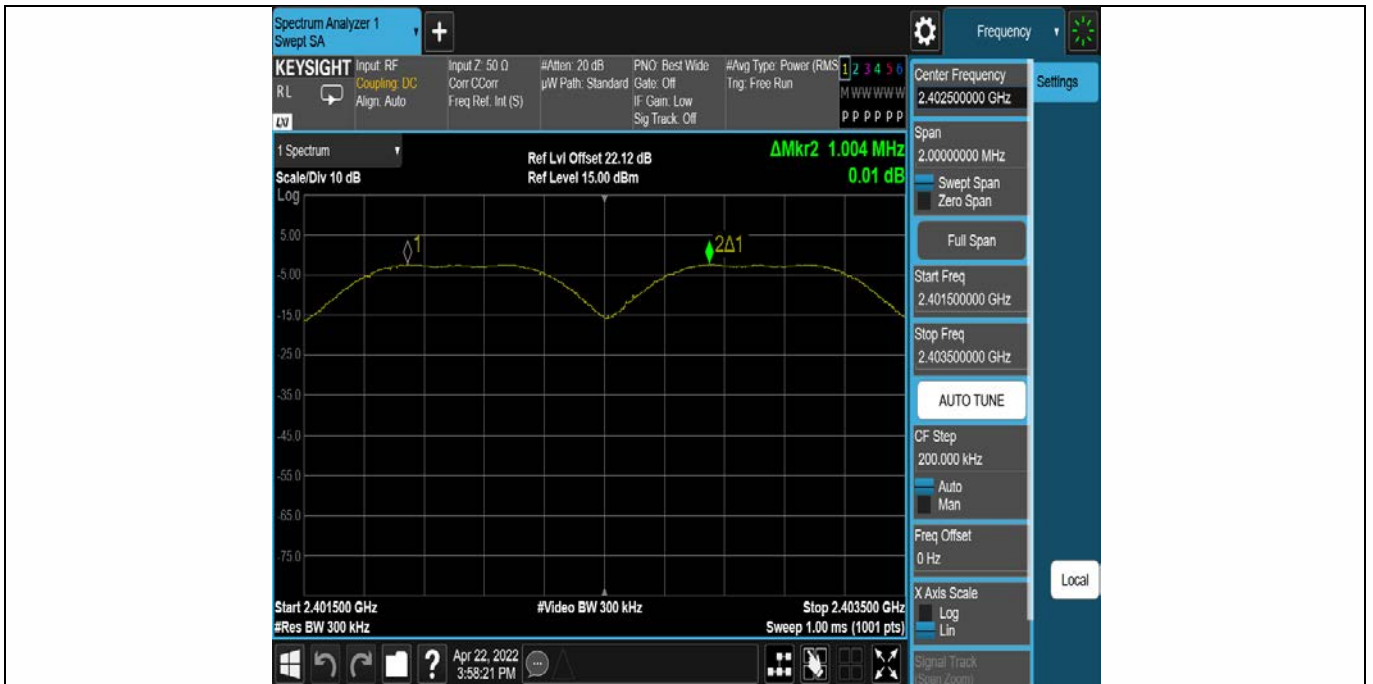 Spectrum Analyzer 1
Swept SA
+
Frequency
KEYSIGHT
RL
LXI
Input: RF
Coupling: DC
Align: Auto
Input Z: 50 Ω
Corr CCorr
Freq Ref: Int (S)
#Atten: 20 dB
µW Path: Standard
PNO: Best Wide
Gate: Off
IF Gain: Low
Sig Track: Off
#Avg Type: Power (RMS
Trig: Free Run
1 2 3 4 5 6
M W W W W W
P P P P P P
1 Spectrum
Scale/Div 10 dB
Ref Lvl Offset 22.12 dB
Ref Level 15.00 dBm
ΔMkr2 1.004 MHz
0.01 dB
Log
5.00
-5.00
-15.0
-25.0
-35.0
-45.0
-55.0
-65.0
-75.0
1
2Δ1
Start 2.401500 GHz
#Res BW 300 kHz
#Video BW 300 kHz
Stop 2.403500 GHz
Sweep 1.00 ms (1001 pts)
Center Frequency
2.402500000 GHz
Span
2.00000000 MHz
Swept Span
Zero Span
Full Span
Start Freq
2.401500000 GHz
Stop Freq
2.403500000 GHz
AUTO TUNE
CF Step
200.000 kHz
Auto
Man
Freq Offset
0 Hz
X Axis Scale
Log
Lin
Signal Track
(Span Zoom)
Settings
Local
?
Apr 22, 2022
3:58:21 PM